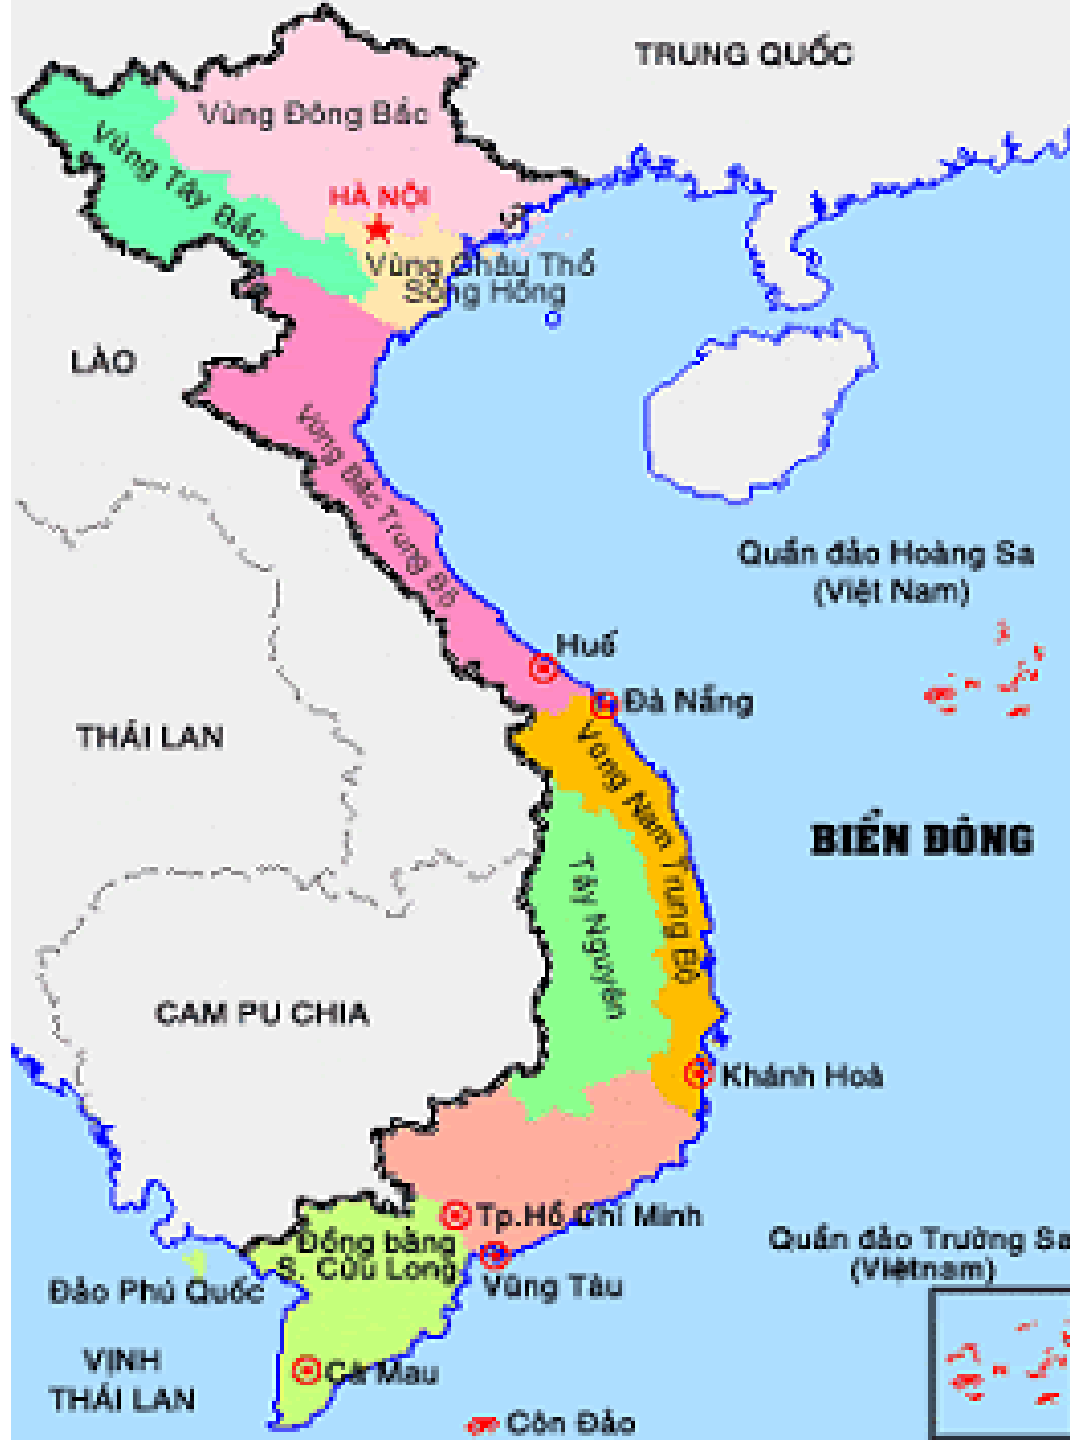 TRUNG QUỐC
Vùng Đông Bắc
Vùng Tây Bắc
HÀ NỘI
Vùng Châu Thổ
Sông Hồng
LÀO
Vùng Bắc Trung Bộ
Quần đảo Hoàng Sa
(Việt Nam)
Huế
Đà Nẵng
THÁI LAN
Vùng Nam Trung Bộ
BIỂN ĐÔNG
Tây Nguyên
CAM PU CHIA
Khánh Hoà
Tp.Hồ Chí Minh
Đồng bằng
S. Cửu Long
Quần đảo Trường Sa
(Việtnam)
Đảo Phú Quốc
Vũng Tàu
VỊNH
THÁI LAN
Cà Mau
Côn Đảo